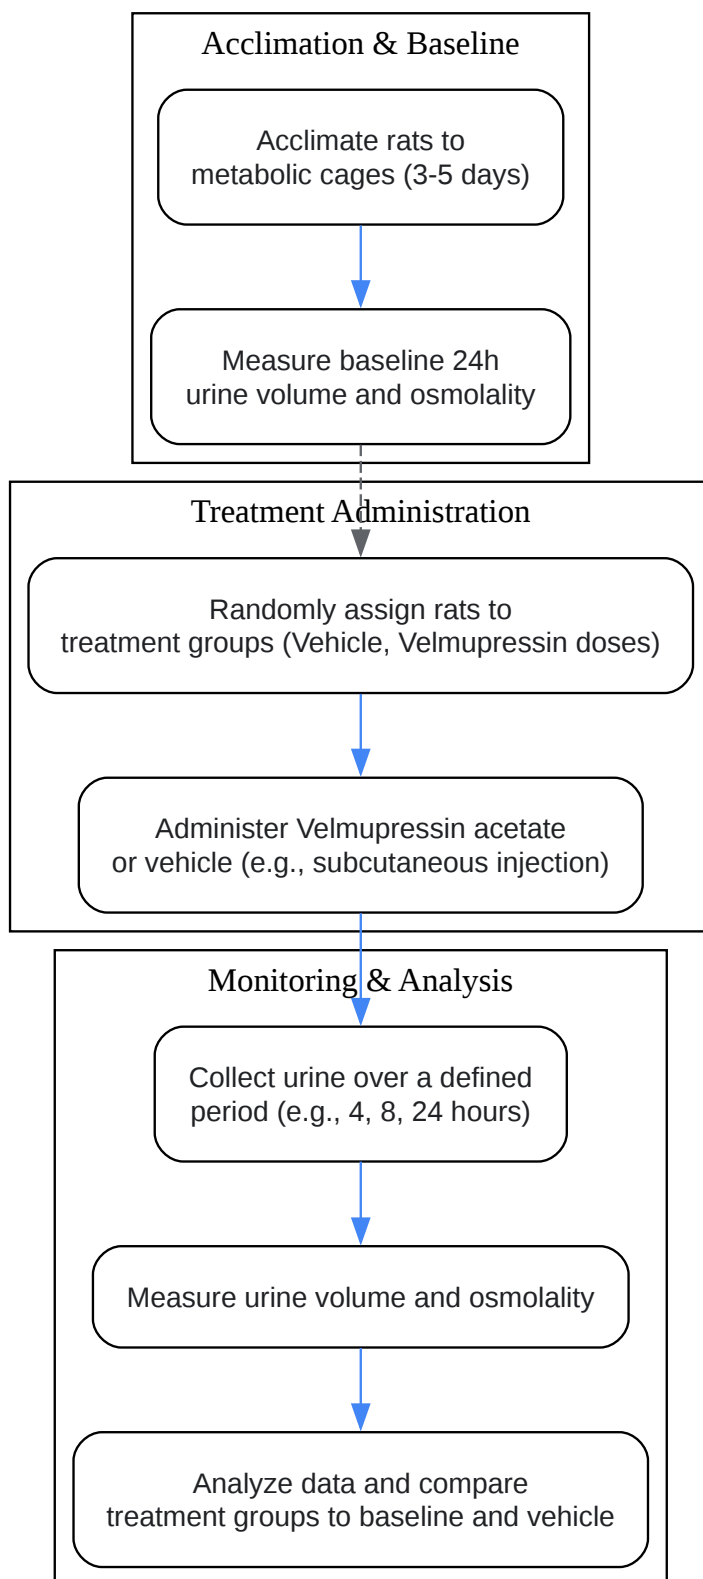 Acclimation & Baseline
Acclimate rats to
metabolic cages (3-5 days)
Measure baseline 24h
urine volume and osmolality
Treatment Administration
Randomly assign rats to
treatment groups (Vehicle, Velmupressin doses)
Administer Velmupressin acetate
or vehicle (e.g., subcutaneous injection)
Monitoring & Analysis
Collect urine over a defined
period (e.g., 4, 8, 24 hours)
Measure urine volume and osmolality
Analyze data and compare
treatment groups to baseline and vehicle